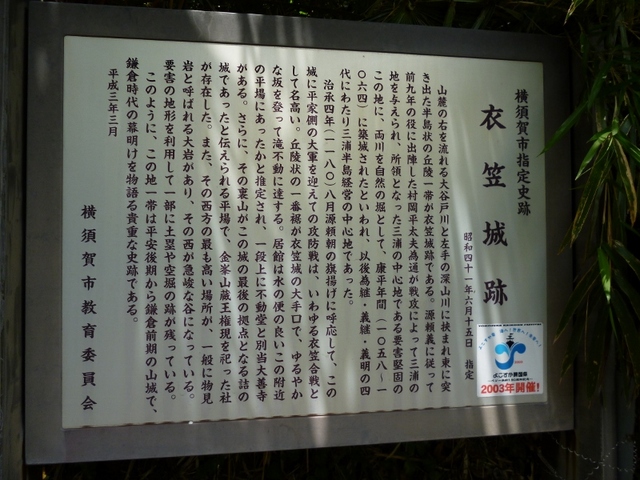 横須賀市指定史跡
衣笠城跡
昭和四十一年六月十五日　指定
山麓の右を流れる大谷戸川と左手の深山川に挟まれ東に突
き出た半島状の丘陵一帯が衣笠城跡である。源頼義に従って
前九年の役に出陣した村岡平太夫為通が戦功によって三浦の
地を与えられ、所領となった三浦の中心地である要害堅固の
この地に、両川を自然の堀として、康平年間（一〇五八〜一
〇六四）に築城されたといわれ、以後為継・義継・義明の四
代にわたり三浦半島経営の中心地であった。
治承四年（一一八〇）八月源頼朝の旗揚げに呼応して、この
城に平家側の大軍を迎えての攻防戦は、いわゆる衣笠合戦と
して名高い。丘陵状の一番裾が衣笠城の大手口で、ゆるやか
な坂を登って滝不動に達する。居館は水の便の良いこの附近
の平場にあったかと推定され、一段上に不動堂と別当大善寺
がある。さらに、その裏山がこの城の最後の拠点となる詰の
城であったと伝えられる平場で、金峯山蔵王権現を祀った社
が存在した。また、その西方の最も高い場所が、一般に物見
岩と呼ばれる大岩があり、その西が急峻な谷になっている。
要害の地形を利用して一部に土塁や空堀の跡が残っている。
このように、この地一帯は平安後期から鎌倉前期の山城で、
鎌倉時代の幕明けを物語る貴重な史跡である。
平成三年三月
横須賀市教育委員会
2003年開催!